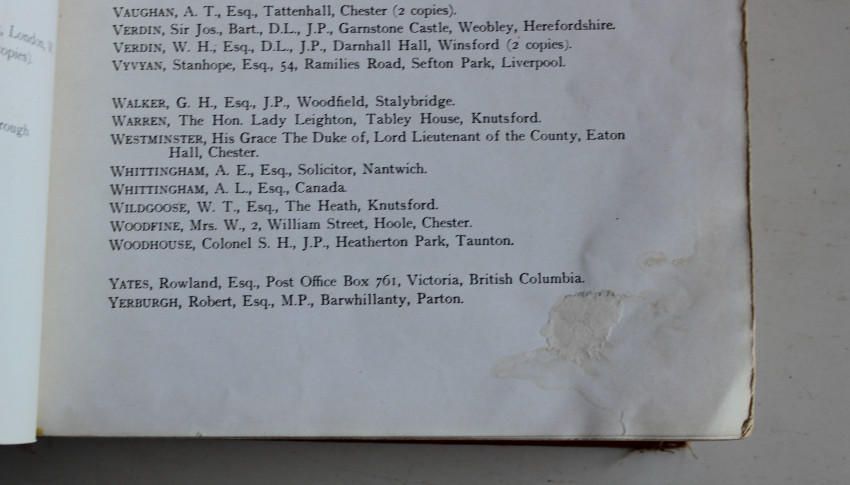 VAUGHAN, A. T., Esq., Tattenhall, Chester (2 copies).
VERDIN, Sir Jos., Bart., D.L., J.P., Garnstone Castle, Weobley, Herefordshire.
VERDIN, W. H., Esq., D.L., J.P., Darnhall Hall, Winsford (2 copies).
VYVYAN, Stanhope, Esq., 54, Ramilies Road, Sefton Park, Liverpool.
WALKER, G. H., Esq., J.P., Woodfield, Stalybridge.
WARREN, The Hon. Lady Leighton, Tabley House, Knutsford.
WESTMINSTER, His Grace The Duke of, Lord Lieutenant of the County, Eaton
Hall, Chester.
WHITTINGHAM, A. E., Esq., Solicitor, Nantwich.
WHITTINGHAM, A. L., Esq., Canada.
WILDGOOSE, W. T., Esq., The Heath, Knutsford.
WOODFINE, Mrs. W., 2, William Street, Hoole, Chester.
WOODHOUSE, Colonel S. H., J.P., Heatherton Park, Taunton.
YATES, Rowland, Esq., Post Office Box 761, Victoria, British Columbia.
YERBURGH, Robert, Esq., M.P., Barwhillanty, Parton.